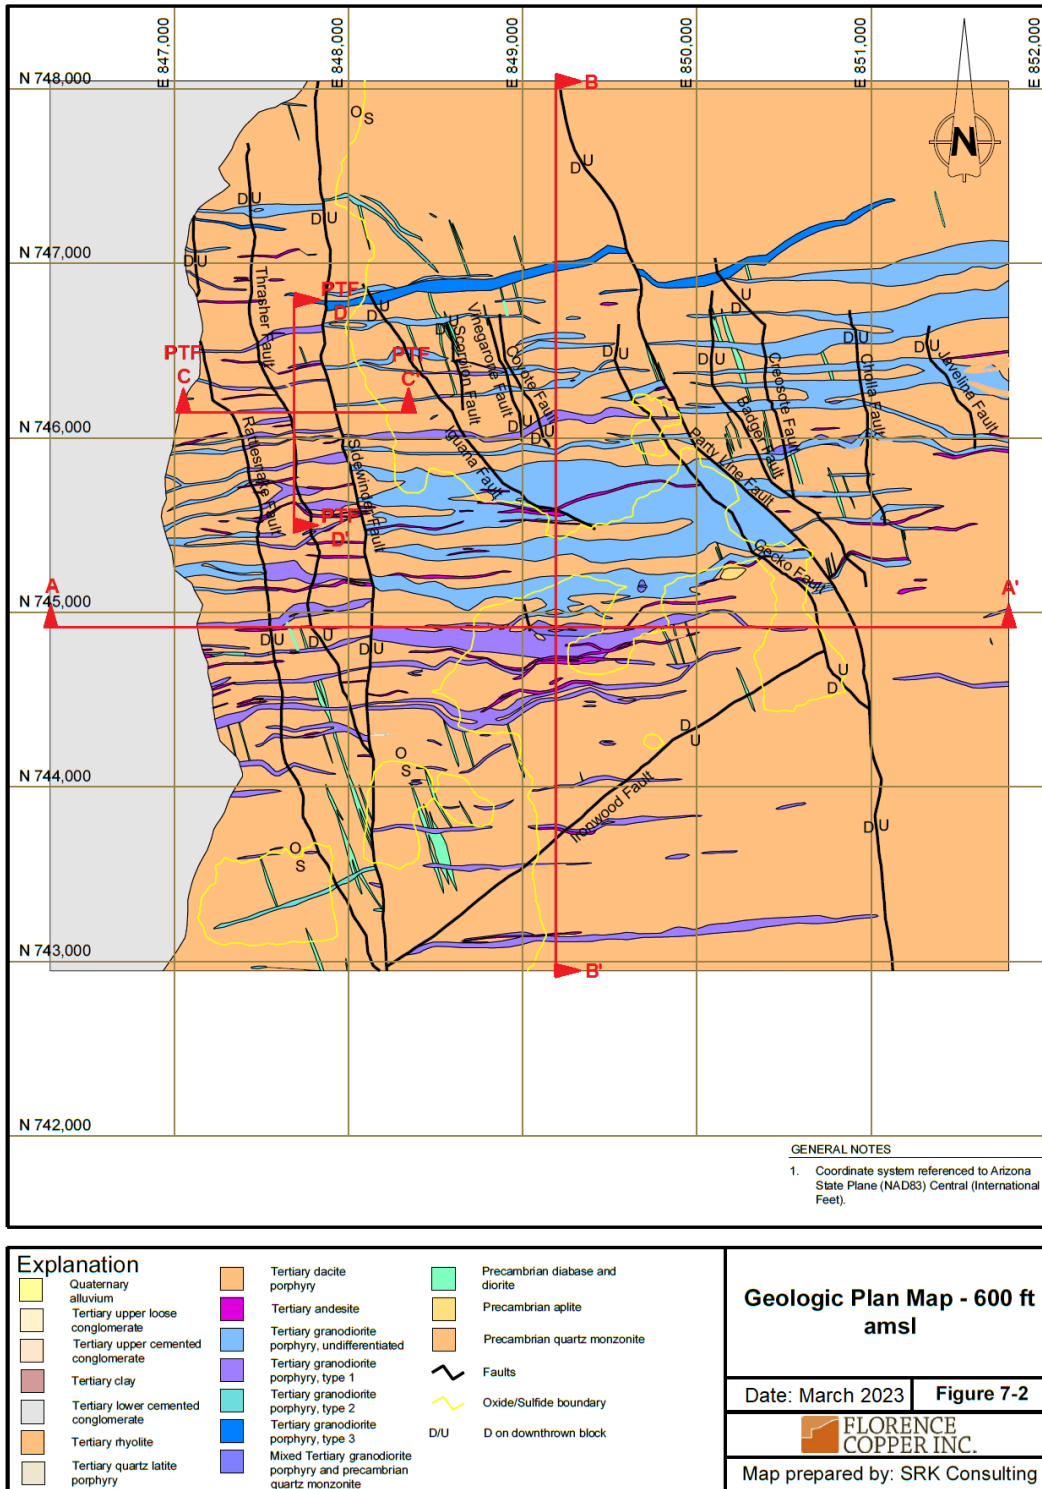 E 847,000
E 848,000
E 849,000
E 850,000
E 851,000
E 852,000
N 748,000
B
O
S
N
D U
D U
D U
D U
N 747,000
Thrasher Fault
PTF
D
D U
D U
D
D
Scorpion Fault
Vinegarone Fault
Coyote Fault
D U
D U
D U
D U
PTF
C
PTF
C'
Cholla Fault
Javelina Fault
Creosote Fault
Badger Fault
D U
D U
N 746,000
Rattlesnake Fault
Sidewinder Fault
Iguana Fault
Party Line Fault
PTF
D'
Gecko Fault
A
A'
N 745,000
D U
D U
D U
D U
D
U
O
S
N 744,000
Ironwood Fault
D U
O
S
N 743,000
B'
N 742,000
GENERAL NOTES
1. Coordinate system referenced to Arizona
State Plane (NAD83) Central (International
Feet).
Explanation
Quaternary
alluvium
Tertiary upper loose
conglomerate
Tertiary upper cemented
conglomerate
Tertiary clay
Tertiary lower cemented
conglomerate
Tertiary rhyolite
Tertiary quartz latite
porphyry
Tertiary dacite
porphyry
Tertiary andesite
Tertiary granodiorite
porphyry, undifferentiated
Tertiary granodiorite
porphyry, type 1
Tertiary granodiorite
porphyry, type 2
Tertiary granodiorite
porphyry, type 3
Mixed Tertiary granodiorite
porphyry and precambrian
quartz monzonite
Precambrian diabase and
diorite
Precambrian aplite
Precambrian quartz monzonite
Faults
Oxide/Sulfide boundary
D/U D on downthrown block
Geologic Plan Map - 600 ft
amsl
Date: March 2023
Figure 7-2
FLORENCE
COPPER INC.
Map prepared by: SRK Consulting